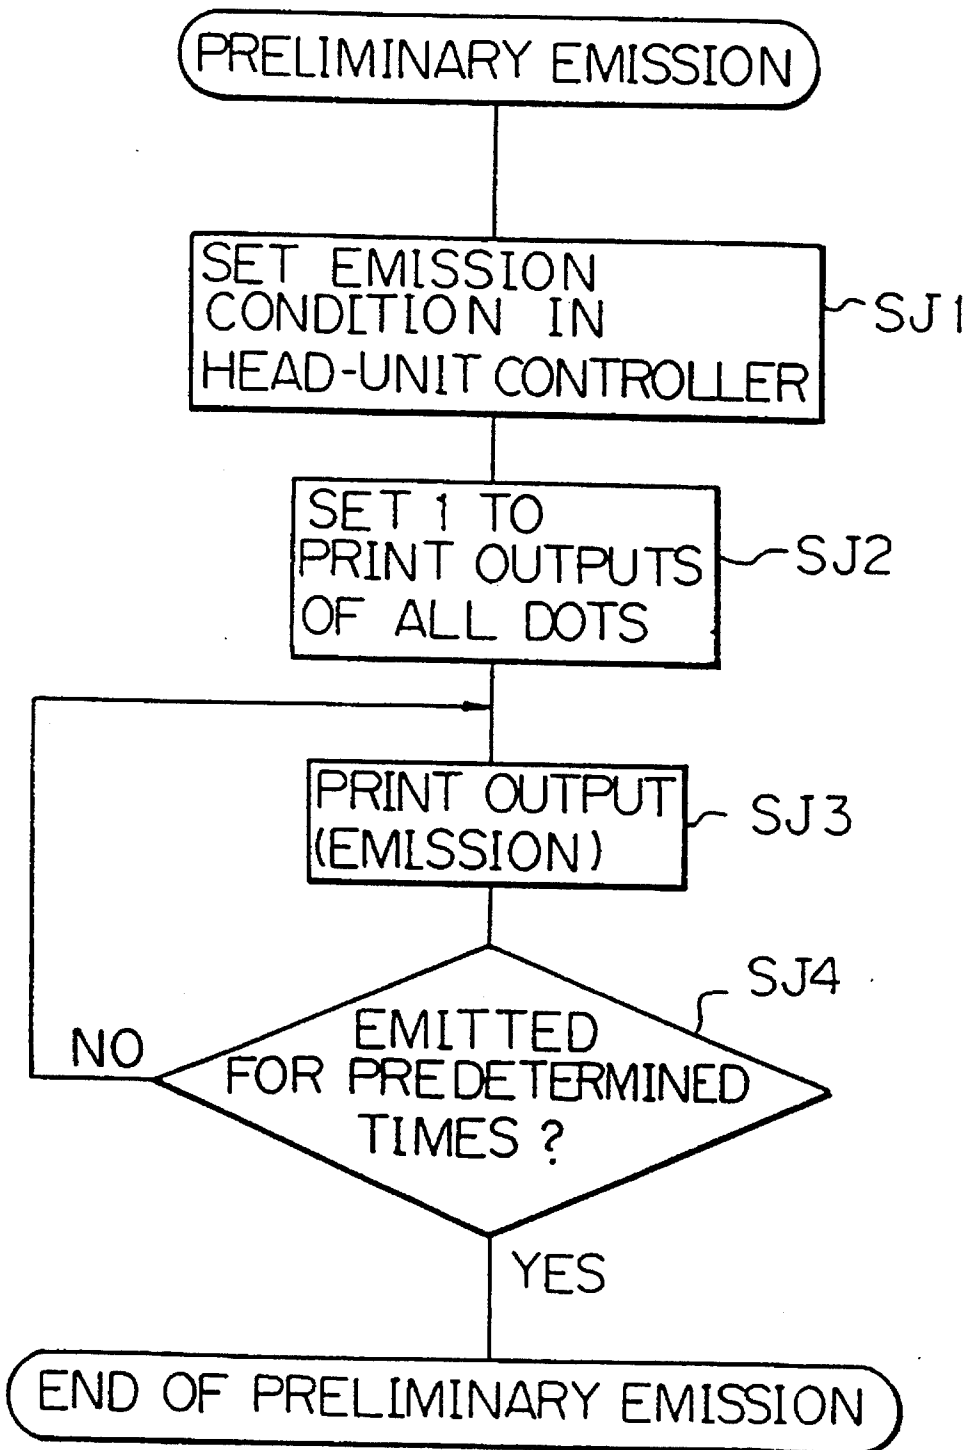 PRELIMINARY EMISSION
SET EMISSION
CONDITION IN
HEAD-UNIT CONTROLLER
SJ1
SET 1 TO
PRINT OUTPUTS
OF ALL DOTS
SJ2
PRINT OUTPUT
(EMISSION)
SJ3
SJ4
EMITTED
FOR PREDETERMINED
TIMES ?
NO
YES
END OF PRELIMINARY EMISSION